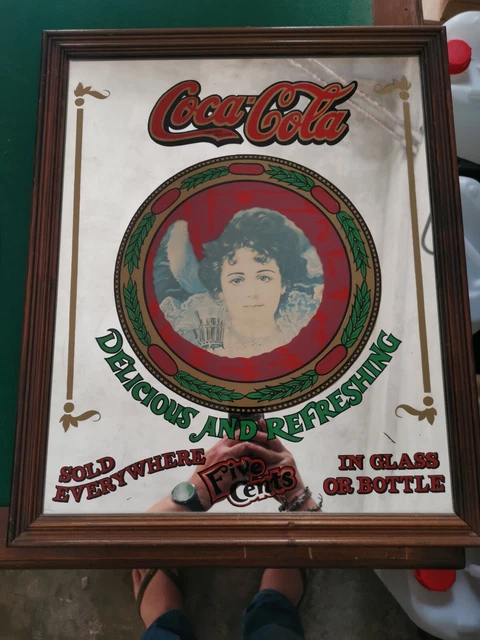 Coca-Cola
DELICIOUS AND REFRESHING
SOLD
EVERYWHERE
Five
Cents
IN GLASS
OR BOTTLE